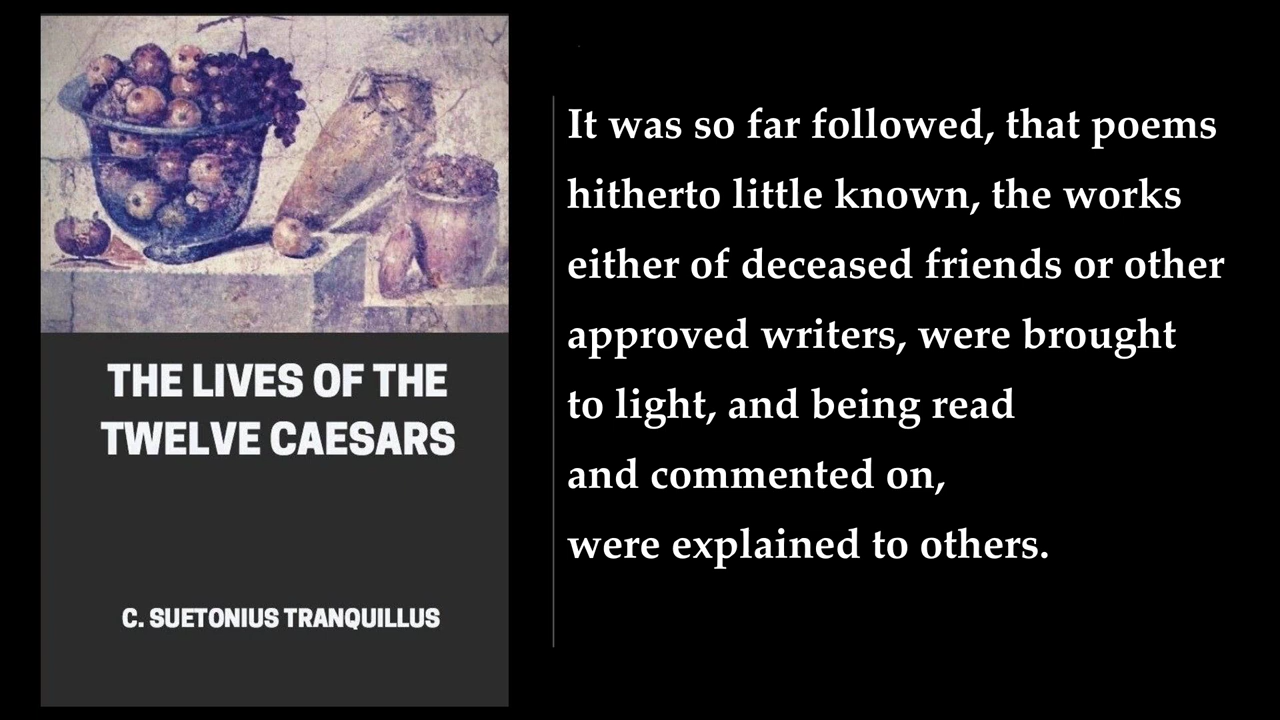 THE LIVES OF THE
TWELVE CAESARS
C. SUETONIUS TRANQUILLUS
It was so far followed, that poems
hitherto little known, the works
either of deceased friends or other
approved writers, were brought
to light, and being read
and commented on,
were explained to others.